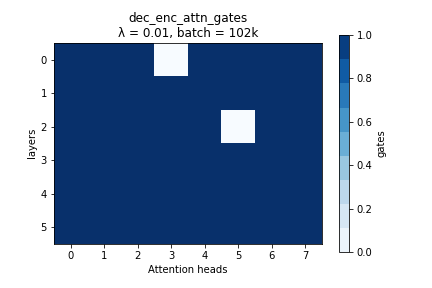 dec_enc_attn_gates
λ = 0.01, batch = 102k
layers
0
1
2
3
4
5
0 1 2 3 4 5 6 7
Attention heads
1.0
0.8
0.6
0.4
0.2
0.0
gates